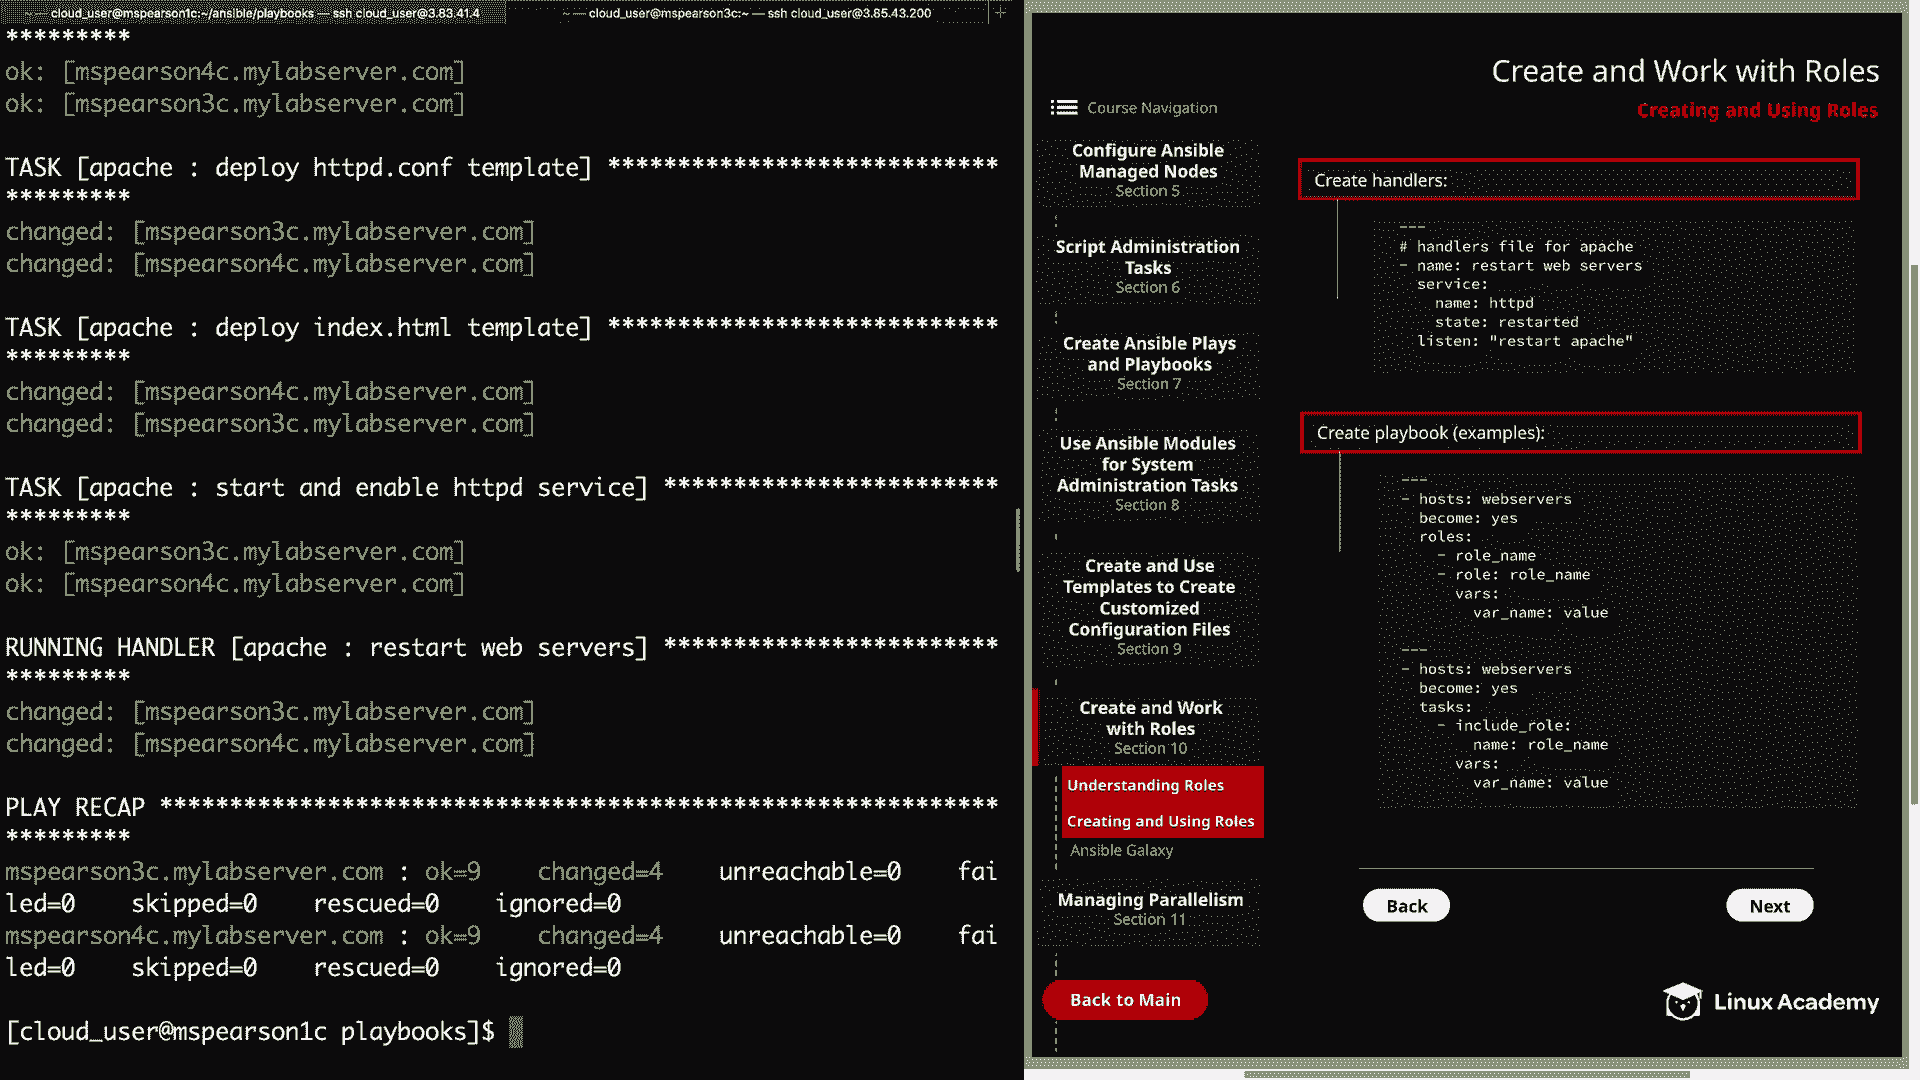 cloud_user@mspearson1c:~/ansible/playbooks — ssh cloud_user@3.83.41.4
~ — cloud_user@mspearson3c:~ — ssh cloud_user@3.85.43.200
*********
ok: [mspearson4c.mylabserver.com]
ok: [mspearson3c.mylabserver.com]
TASK [apache : deploy httpd.conf template] ****************************
*********
changed: [mspearson3c.mylabserver.com]
changed: [mspearson4c.mylabserver.com]
TASK [apache : deploy index.html template] ****************************
*********
changed: [mspearson4c.mylabserver.com]
changed: [mspearson3c.mylabserver.com]
TASK [apache : start and enable httpd service] ************************
*********
ok: [mspearson3c.mylabserver.com]
ok: [mspearson4c.mylabserver.com]
RUNNING HANDLER [apache : restart web servers] ************************
*********
changed: [mspearson3c.mylabserver.com]
changed: [mspearson4c.mylabserver.com]
PLAY RECAP ************************************************************
*********
mspearson3c.mylabserver.com : ok=9    changed=4    unreachable=0    fai
led=0    skipped=0    rescued=0    ignored=0
mspearson4c.mylabserver.com : ok=9    changed=4    unreachable=0    fai
led=0    skipped=0    rescued=0    ignored=0
[cloud_user@mspearson1c playbooks]$
Create and Work with Roles
Creating and Using Roles
Course Navigation
Configure Ansible
Managed Nodes
Section 5
Script Administration
Tasks
Section 6
Create Ansible Plays
and Playbooks
Section 7
Use Ansible Modules
for System
Administration Tasks
Section 8
Create and Use
Templates to Create
Customized
Configuration Files
Section 9
Create and Work
with Roles
Section 10
Understanding Roles
Creating and Using Roles
Ansible Galaxy
Managing Parallelism
Section 11
Back to Main
Create handlers:
---
# handlers file for apache
- name: restart web servers
  service:
    name: httpd
    state: restarted
  listen: "restart apache"
Create playbook (examples):
---
- hosts: webservers
  become: yes
  roles:
    - role_name
    - role: role_name
      vars:
        var_name: value
---
- hosts: webservers
  become: yes
  tasks:
    - include_role:
        name: role_name
      vars:
        var_name: value
Back
Next
Linux Academy